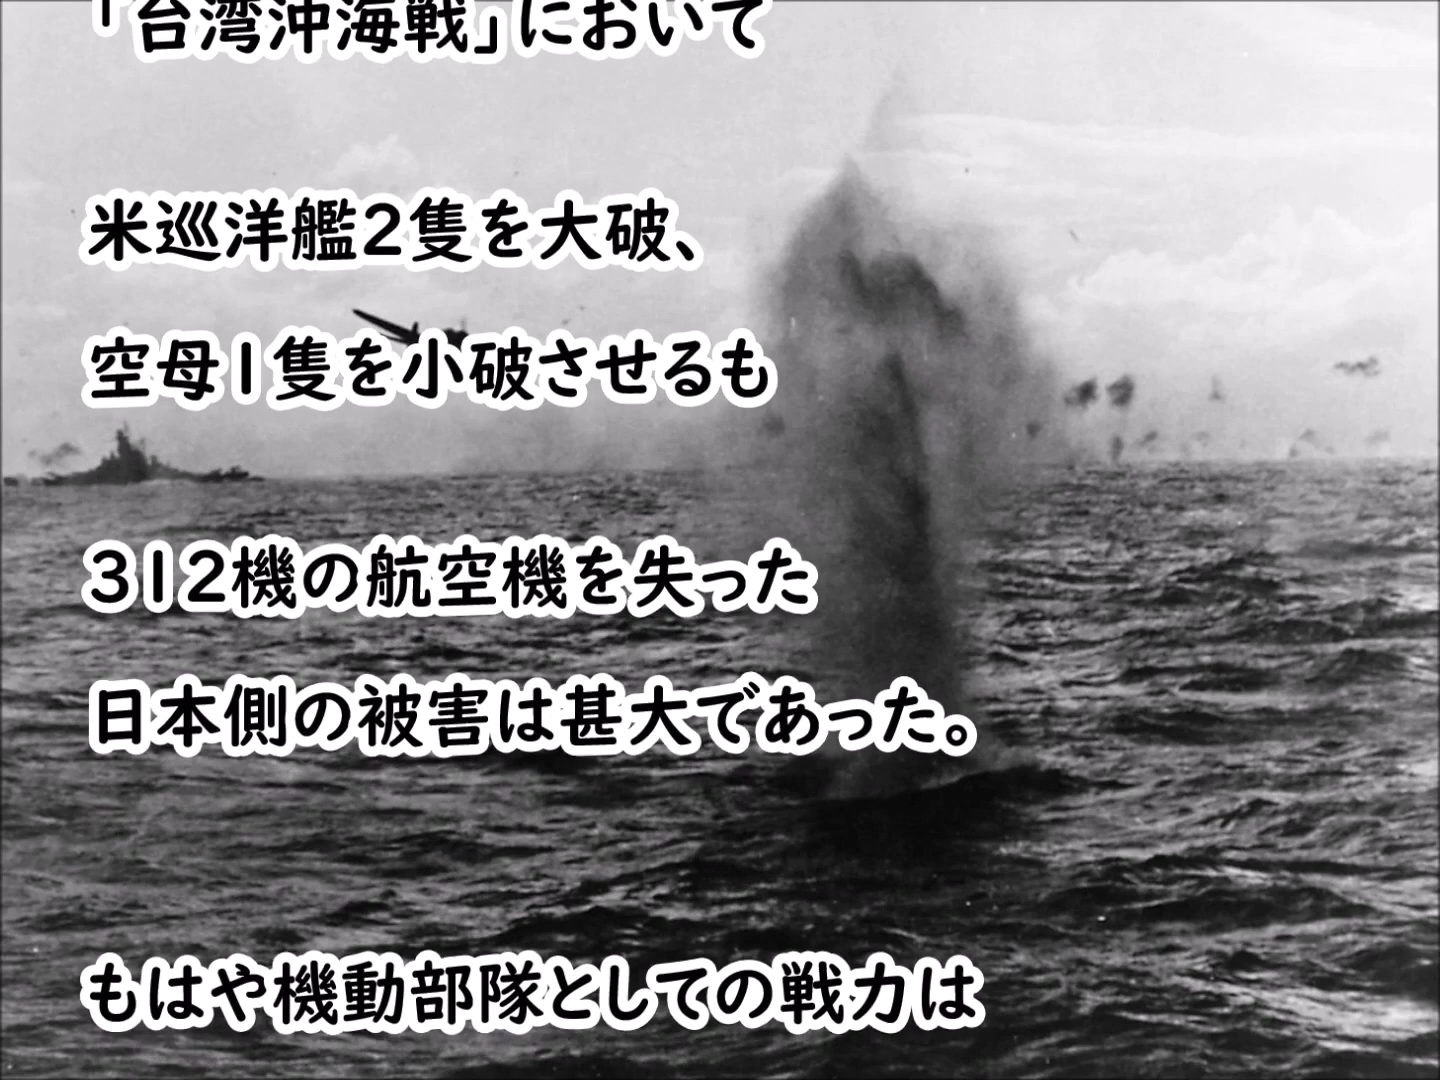 「台湾沖海戦」において
米巡洋艦2隻を大破、
空母1隻を小破させるも
312機の航空機を失った
日本側の被害は甚大であった。
もはや機動部隊としての戦力は